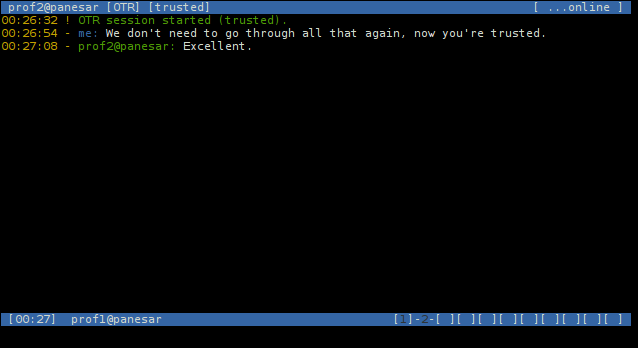 prof2@panesar [OTR] [trusted] [ ...online ]
00:26:32 ! OTR session started (trusted).
00:26:54 - me: We don't need to go through all that again, now you're trusted.
00:27:08 - prof2@panesar: Excellent.
[00:27] prof1@panesar [1]-2-[ ][ ][ ][ ][ ][ ][ ][ ][ ]